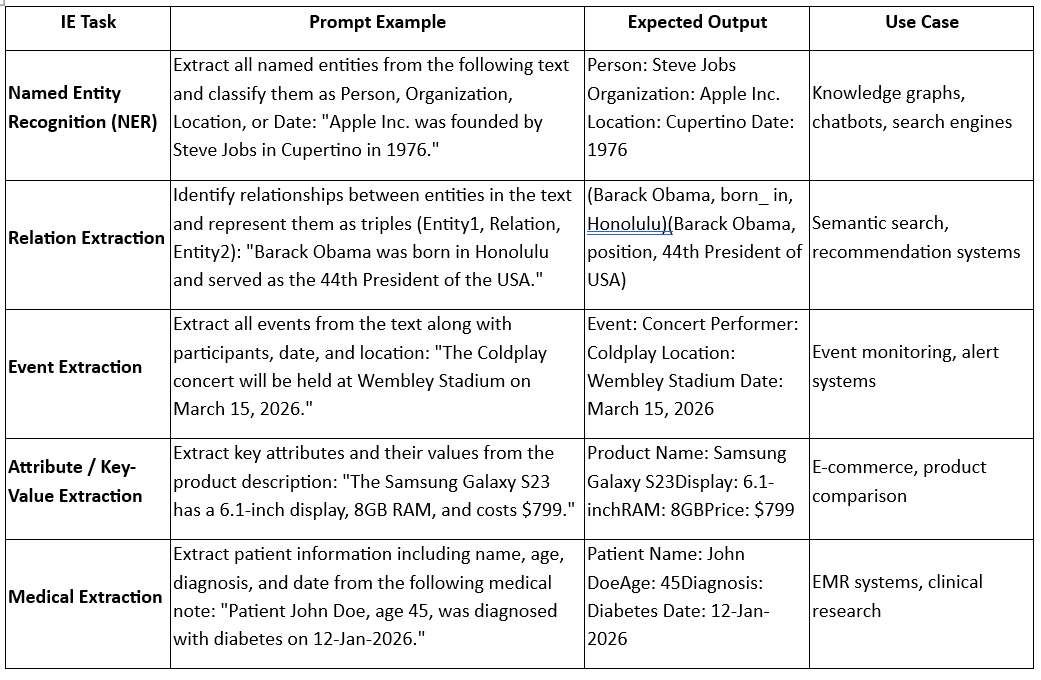 IE Task
Prompt Example
Expected Output
Use Case
Named Entity
Recognition (NER)
Extract all named entities from the following text
and classify them as Person, Organization,
Location, or Date: "Apple Inc. was founded by
Steve Jobs in Cupertino in 1976."
Person: Steve Jobs
Organization: Apple Inc.
Location: Cupertino Date:
1976
Knowledge graphs,
chatbots, search engines
Relation Extraction
Identify relationships between entities in the text
and represent them as triples (Entity1, Relation,
Entity2): "Barack Obama was born in Honolulu
and served as the 44th President of the USA."
(Barack Obama, born_ in,
Honolulu)(Barack Obama,
position, 44th President of
USA)
Semantic search,
recommendation systems
Event Extraction
Extract all events from the text along with
participants, date, and location: "The Coldplay
concert will be held at Wembley Stadium on
March 15, 2026."
Event: Concert Performer:
Coldplay Location:
Wembley Stadium Date:
March 15, 2026
Event monitoring, alert
systems
Attribute / Key-
Value Extraction
Extract key attributes and their values from the
product description: "The Samsung Galaxy S23
has a 6.1-inch display, 8GB RAM, and costs $799."
Product Name: Samsung
Galaxy S23Display: 6.1-
inchRAM: 8GBPrice: $799
E-commerce, product
comparison
Medical Extraction
Extract patient information including name, age,
diagnosis, and date from the following medical
note: "Patient John Doe, age 45, was diagnosed
with diabetes on 12-Jan-2026."
Patient Name: John
DoeAge: 45Diagnosis:
Diabetes Date: 12-Jan-
2026
EMR systems, clinical
research